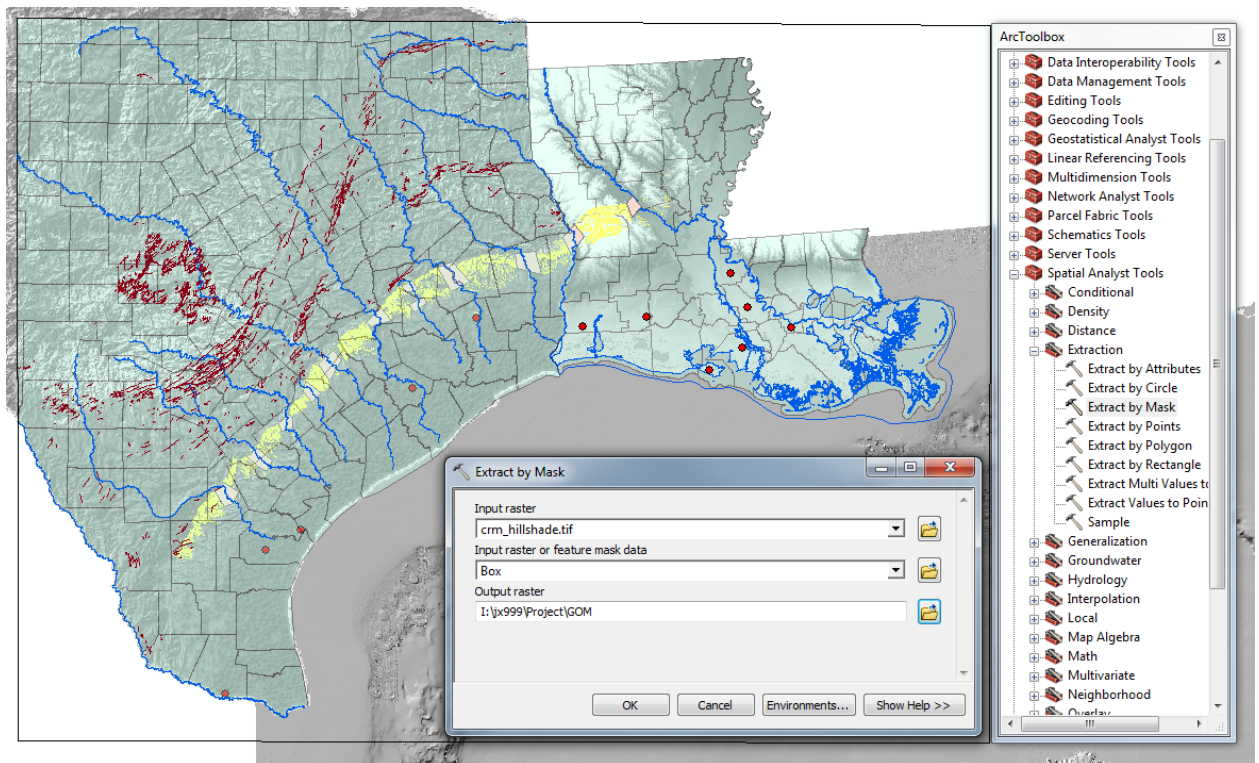 ArcToolbox
Data Interoperability Tools
Data Management Tools
Editing Tools
Geocoding Tools
Geostatistical Analyst Tools
Linear Referencing Tools
Multidimension Tools
Network Analyst Tools
Parcel Fabric Tools
Schematics Tools
Server Tools
Spatial Analyst Tools
Conditional
Density
Distance
Extraction
Extract by Attributes
Extract by Circle
Extract by Mask
Extract by Points
Extract by Polygon
Extract by Rectangle
Extract Multi Values to
Extract Values to Poin
Sample
Generalization
Groundwater
Hydrology
Interpolation
Local
Map Algebra
Math
Multivariate
Neighborhood
Overlay
Extract by Mask
Input raster
crm_hillshade.tif
Input raster or feature mask data
Box
Output raster
I:\jx999\Project\GOM
OK
Cancel
Environments...
Show Help >>